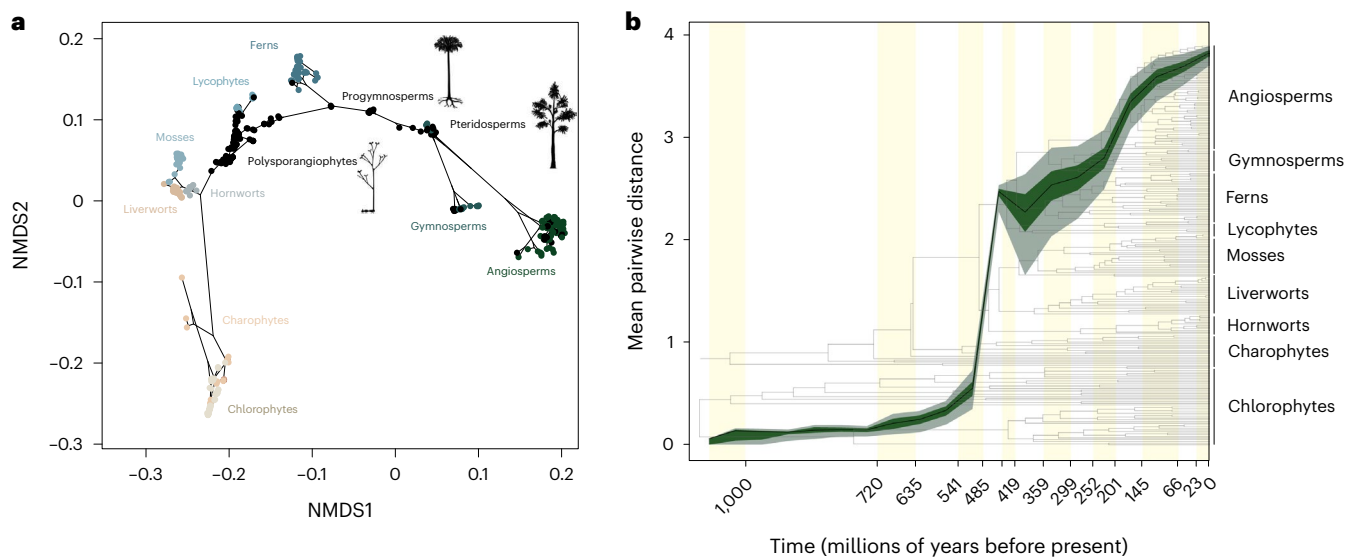 a
0.2
0.1
0
−0.1
−0.2
−0.3
NMDS2
−0.3
−0.2
−0.1
0
0.1
0.2
NMDS1
Ferns
Lycophytes
Progymnosperms
Pteridosperms
Mosses
Polysporangiophytes
Hornworts
Liverworts
Gymnosperms
Angiosperms
Charophytes
Chlorophytes
b
4
3
2
1
0
Mean pairwise distance
1,000
720
635
541
485
419
359
299
252
201
145
66
23
0
Time (millions of years before present)
Angiosperms
Gymnosperms
Ferns
Lycophytes
Mosses
Liverworts
Hornworts
Charophytes
Chlorophytes